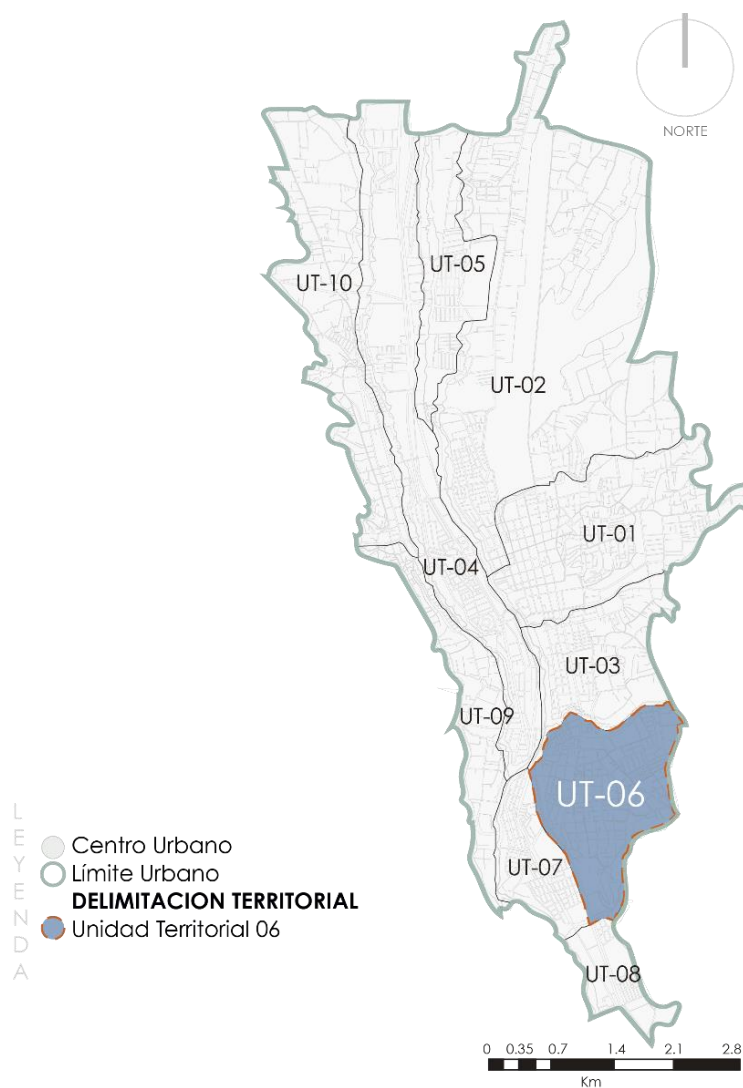 NORTE
UT-10
UT-05
UT-02
UT-01
UT-04
UT-03
UT-09
UT-06
UT-07
UT-08
LEYENDA
Centro Urbano
Límite Urbano
DELIMITACION TERRITORIAL
Unidad Territorial 06
0 0.35 0.7 1.4 2.1 2.8
Km